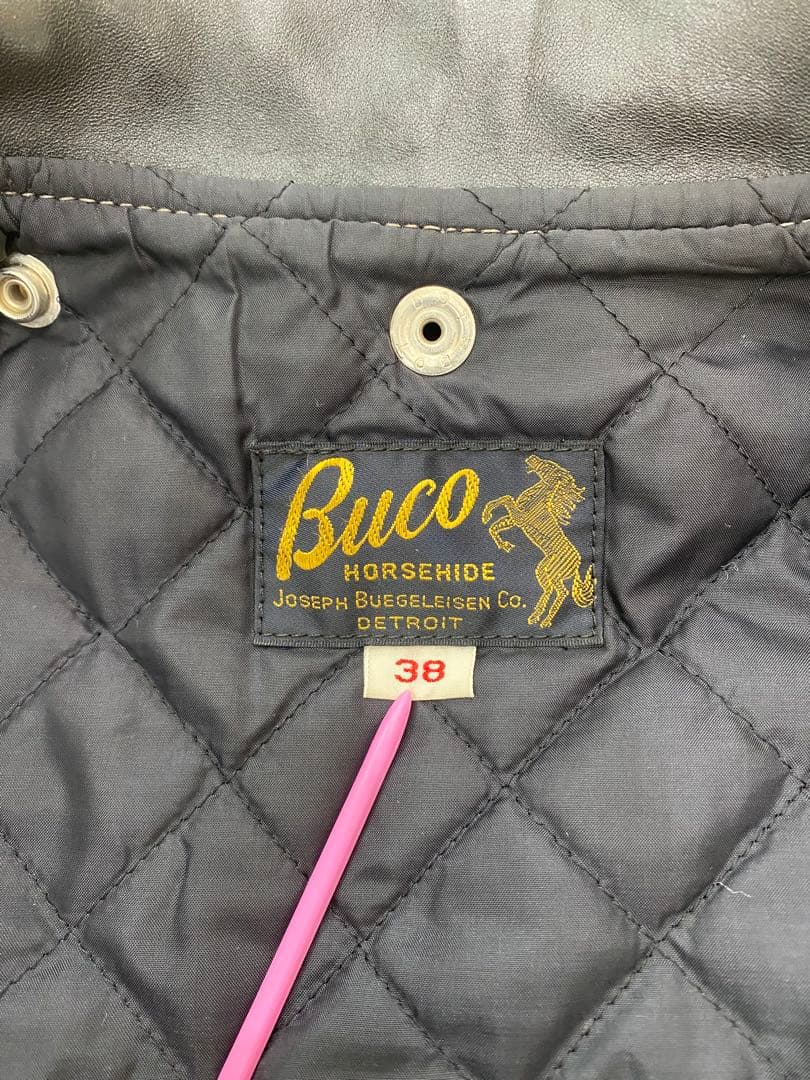 Buco
HORSEHIDE
JOSEPH BUEGELEISEN CO.
DETROIT
38